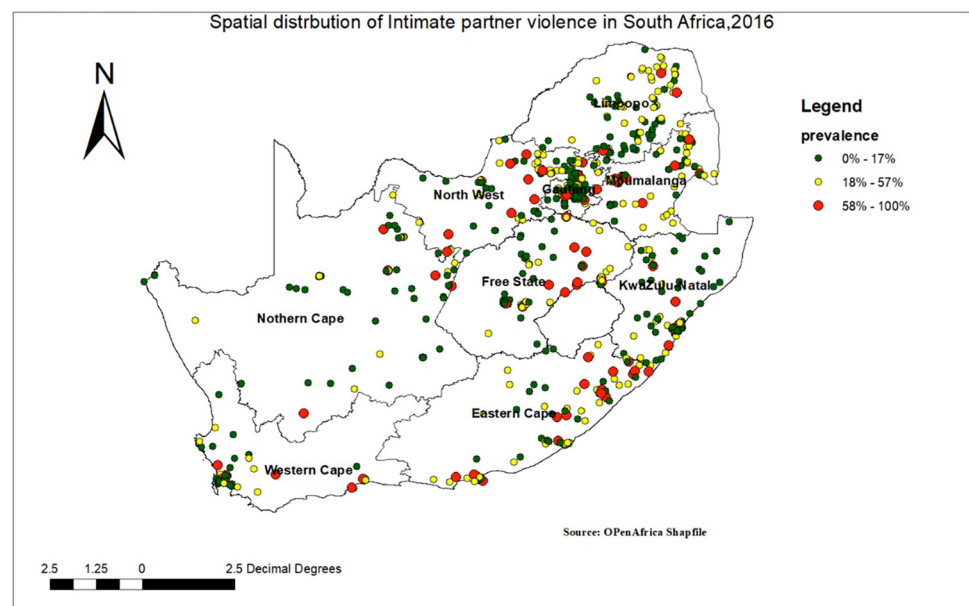 Spatial distrbution of Intimate partner violence in South Africa,2016
N
Limpopo
Legend
prevalence
0% - 17%
18% - 57%
58% - 100%
North West
Gauteng
Mpumalanga
Free State
KwaZulu-Natal
Nothern Cape
Eastern Cape
Western Cape
Source: OPenAfrica Shapfile
2.5 1.25 0 2.5 Decimal Degrees